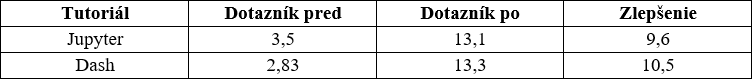 Tutoriál Dotazník pred Dotazník po Zlepšenie
Jupyter 3,5 13,1 9,6
Dash 2,83 13,3 10,5